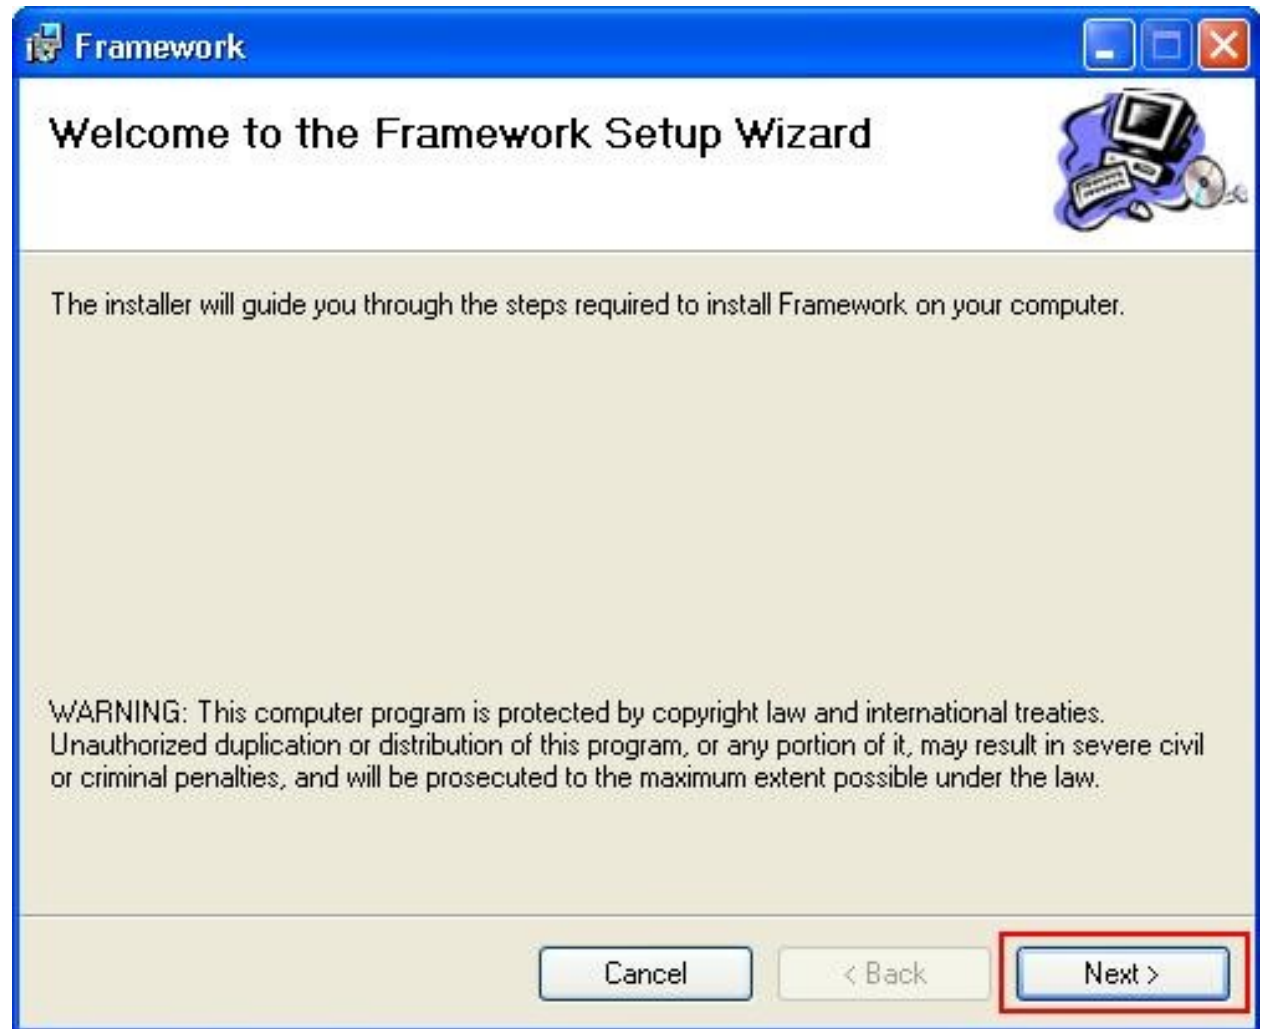 Framework
Welcome to the Framework Setup Wizard
The installer will guide you through the steps required to install Framework on your computer.
WARNING: This computer program is protected by copyright law and international treaties.
Unauthorized duplication or distribution of this program, or any portion of it, may result in severe civil
or criminal penalties, and will be prosecuted to the maximum extent possible under the law.
Cancel
< Back
Next >